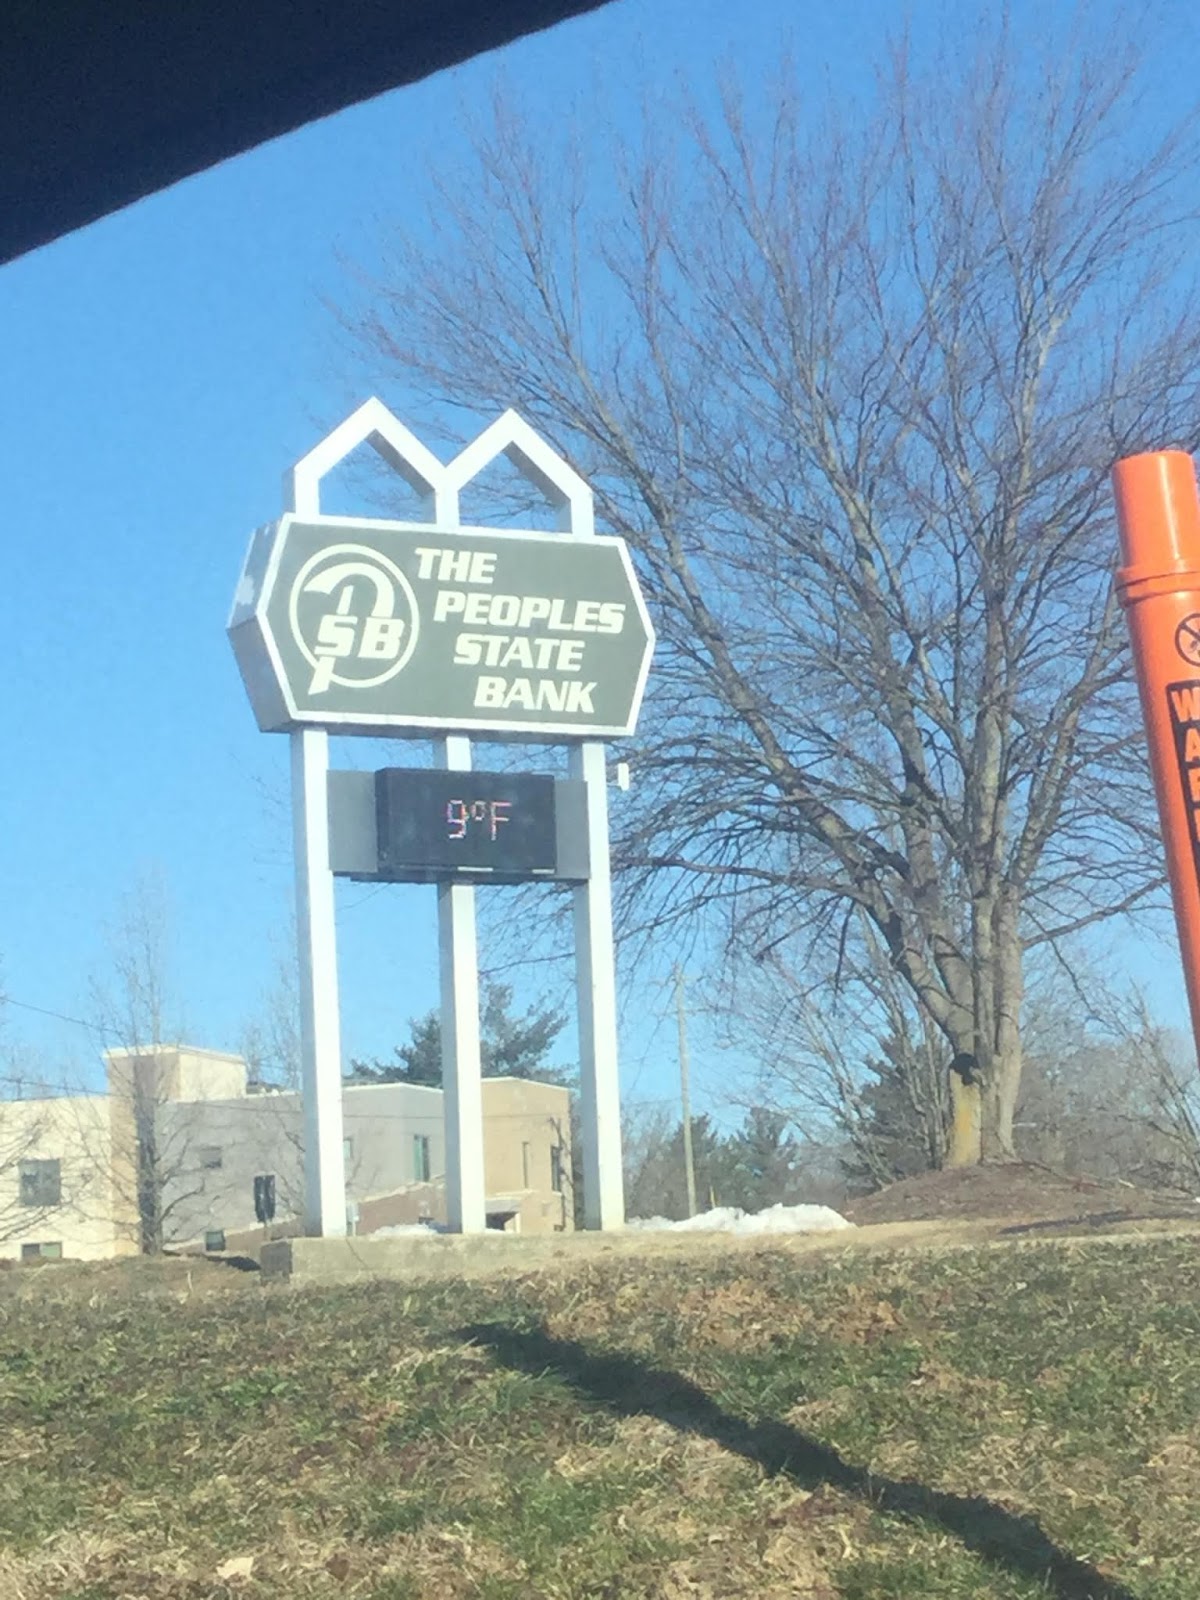 PSB
THE
PEOPLES
STATE
BANK
9°F